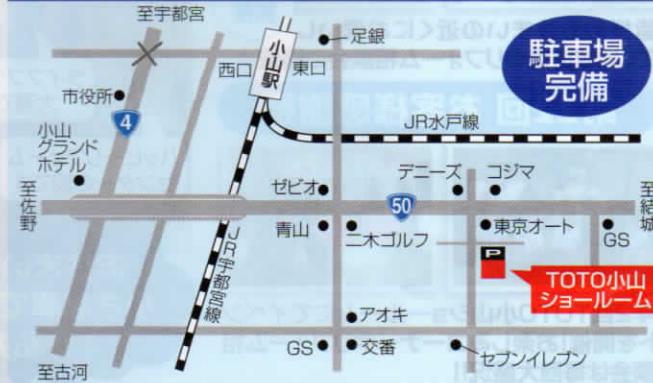 至宇都宮
足銀
小山駅
西口
東口
駐車場
完備
市役所
4
JR水戸線
小山
グランド
ホテル
デニーズ
コジマ
ゼビオ
至佐野
50
至結城
青山
二木ゴルフ
東京オート
GS
JR宇都宮線
P
TOTO小山
ショールーム
アオキ
GS
交番
セブンイレブン
至古河